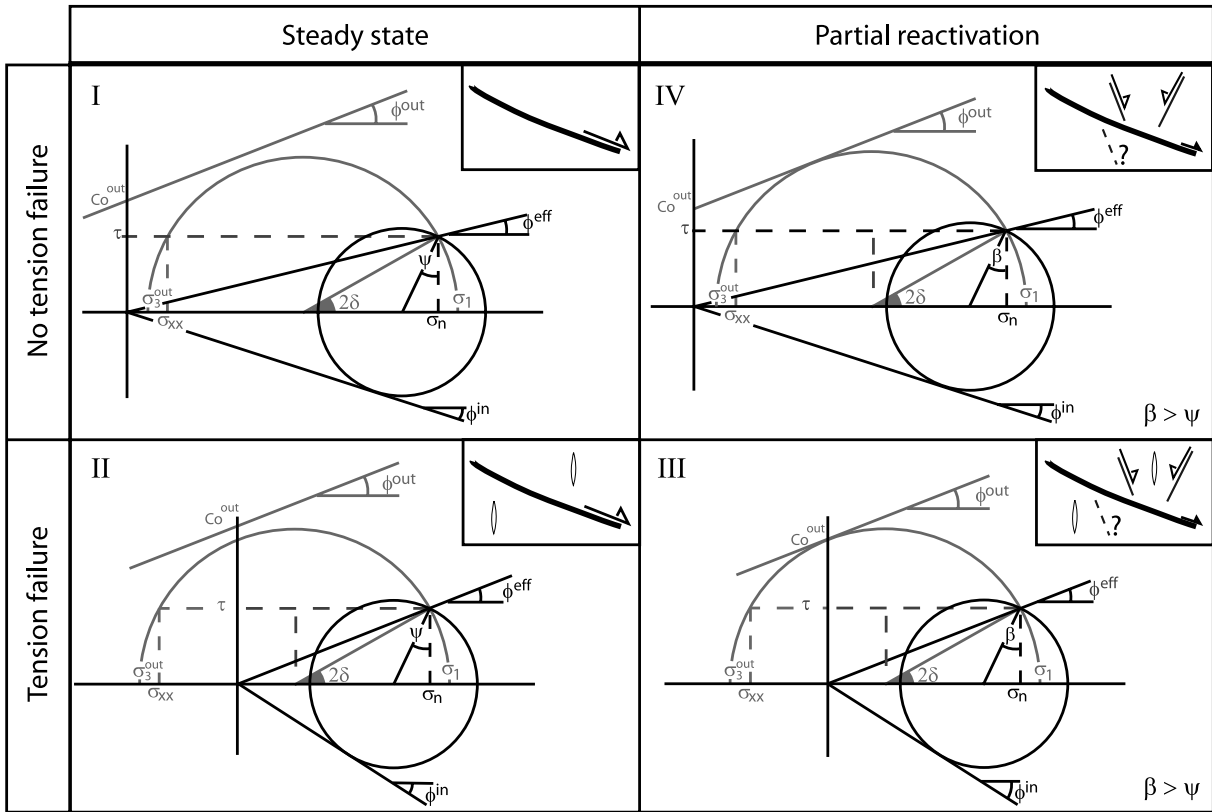 Steady state
Partial reactivation
No tension failure
I
ϕout
Coout
τ
ϕeff
ψ
2δ
σ3out
σxx
σn
σ1
ϕin
IV
ϕout
Coout
τ
ϕeff
β
2δ
σ3out
σxx
σn
σ1
ϕin
?
β > ψ
Tension failure
II
ϕout
Coout
τ
ϕeff
ψ
2δ
σ3out
σxx
σn
σ1
ϕin
III
ϕout
Coout
τ
ϕeff
β
2δ
σ3out
σxx
σn
σ1
ϕin
?
β > ψ